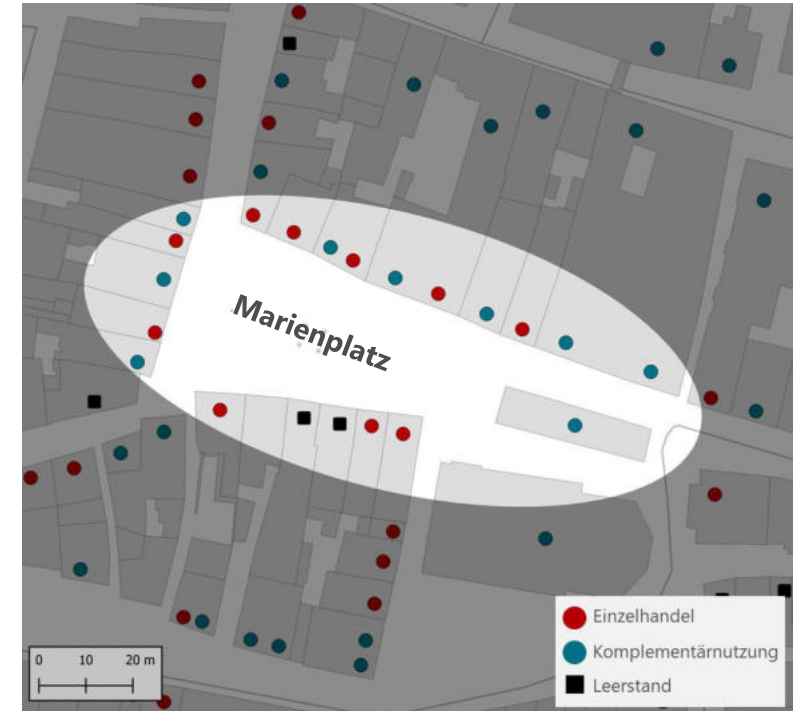 Marienplatz
Einzelhandel
Komplementärnutzung
Leerstand
0 10 20 m